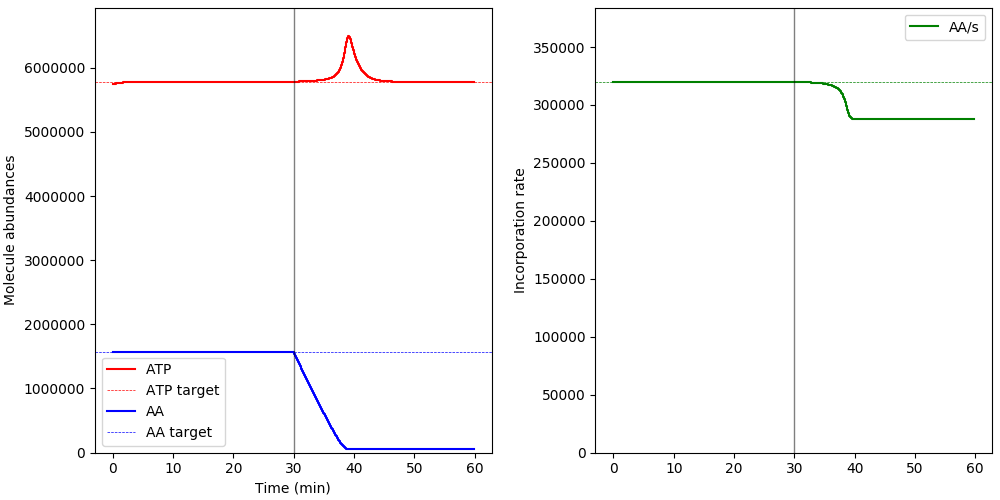 Molecule abundances
6000000
5000000
4000000
3000000
2000000
1000000
0
ATP
ATP target
AA
AA target
0 10 20 30 40 50 60
Time (min)
Incorporation rate
350000
300000
250000
200000
150000
100000
50000
0
AA/s
0 10 20 30 40 50 60